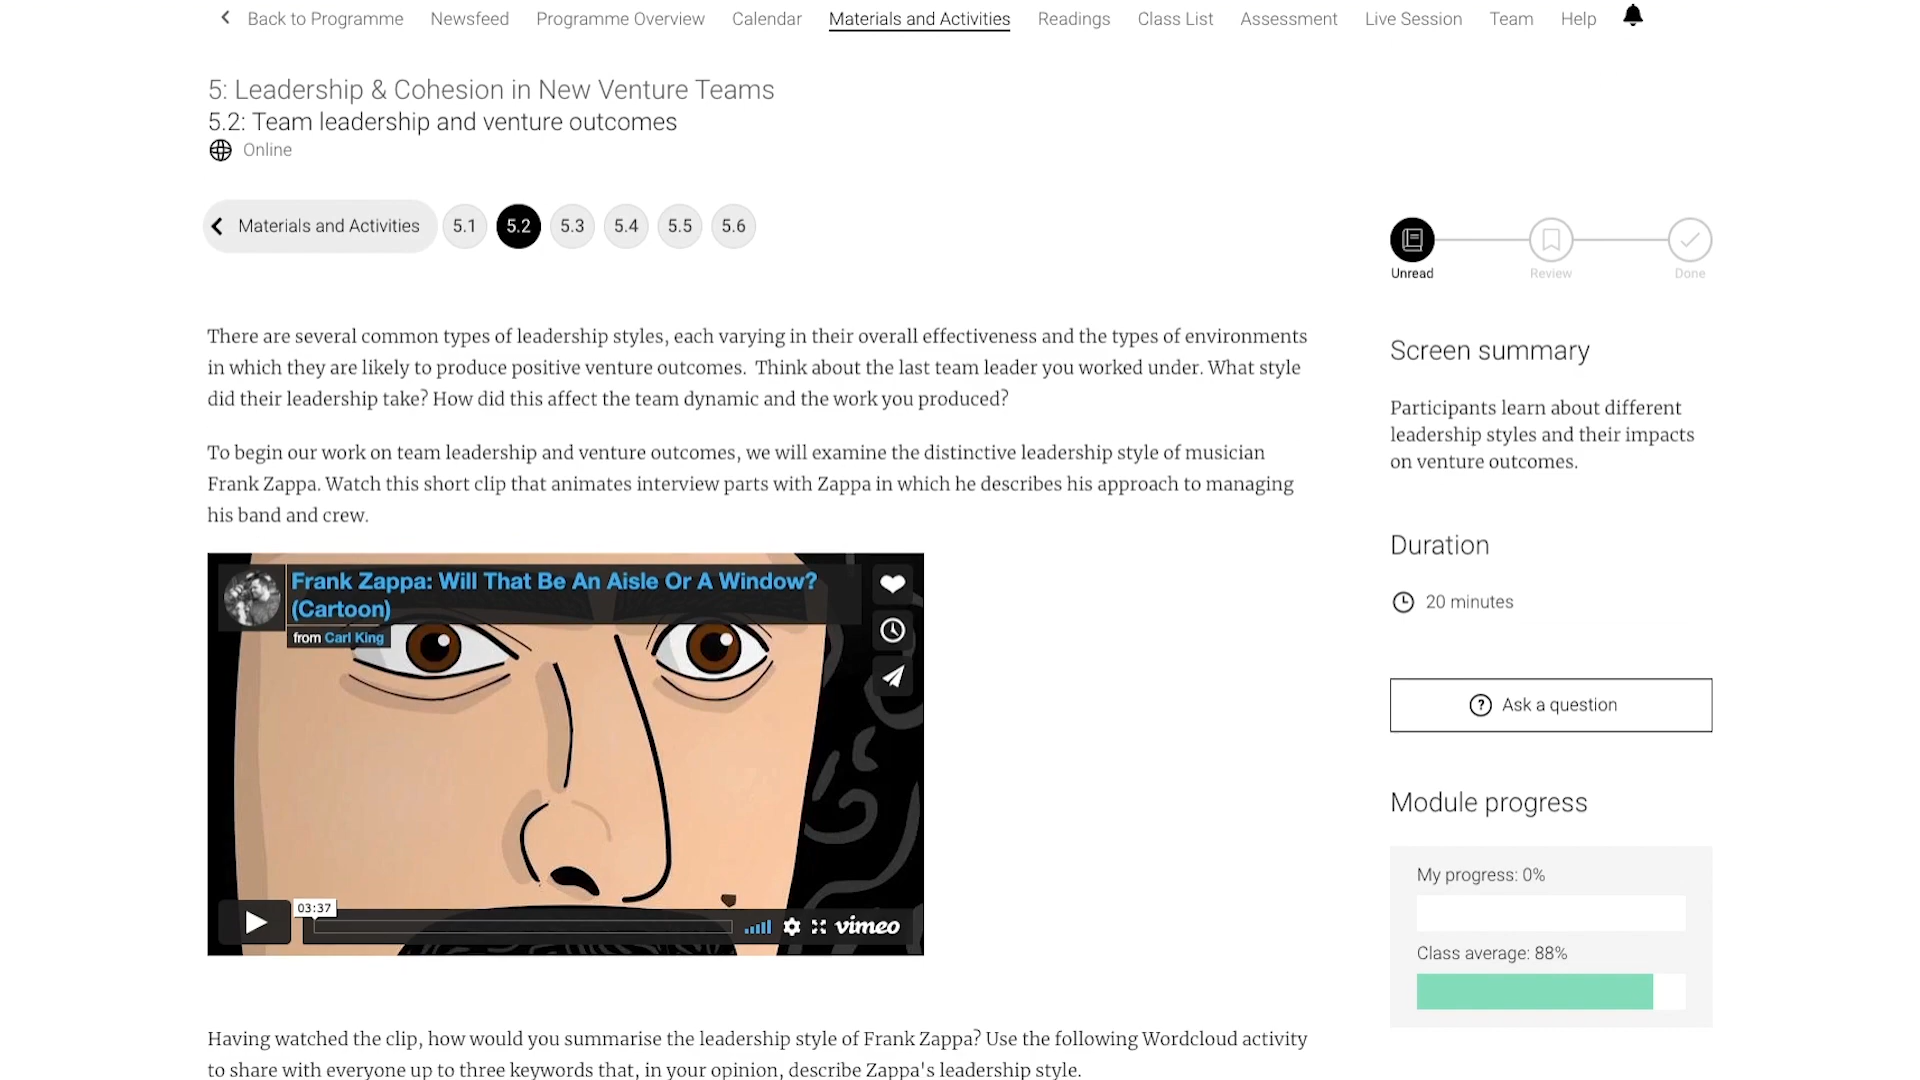 Back to Programme Newsfeed Programme Overview Calendar Materials and Activities Readings Class List Assessment Live Session Team Help
5: Leadership & Cohesion in New Venture Teams
5.2: Team leadership and venture outcomes
Online
Materials and Activities 5.1 5.2 5.3 5.4 5.5 5.6
There are several common types of leadership styles, each varying in their overall effectiveness and the types of environments
in which they are likely to produce positive venture outcomes. Think about the last team leader you worked under. What style
did their leadership take? How did this affect the team dynamic and the work you produced?
To begin our work on team leadership and venture outcomes, we will examine the distinctive leadership style of musician
Frank Zappa. Watch this short clip that animates interview parts with Zappa in which he describes his approach to managing
his band and crew.
Frank Zappa: Will That Be An Aisle Or A Window?
(Cartoon)
from Carl King
03:37
vimeo
Having watched the clip, how would you summarise the leadership style of Frank Zappa? Use the following Wordcloud activity
to share with everyone up to three keywords that, in your opinion, describe Zappa's leadership style.
Unread Review Done
Screen summary
Participants learn about different
leadership styles and their impacts
on venture outcomes.
Duration
20 minutes
? Ask a question
Module progress
My progress: 0%
Class average: 88%